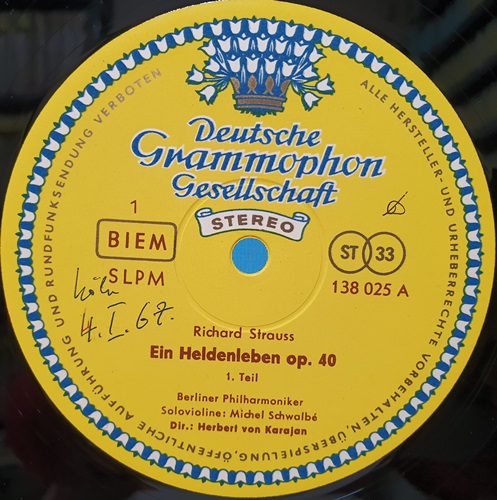 Deutsche
Grammophon
Gesellschaft
STEREO
1
BIEM
SLPM
ST 33
138 025 A
Köln
4. I. 67.
Richard Strauss
Ein Heldenleben op. 40
1. Teil
Berliner Philharmoniker
Solovioline: Michel Schwalbé
Dir.: Herbert von Karajan
ALLE HERSTELLER- UND URHEBERRECHTE VORBEHALTEN, ÜBERSPIELUNG, ÖFFENTLICHE AUFFÜHRUNG UND RUNDFUNKSENDUNG VERBOTEN